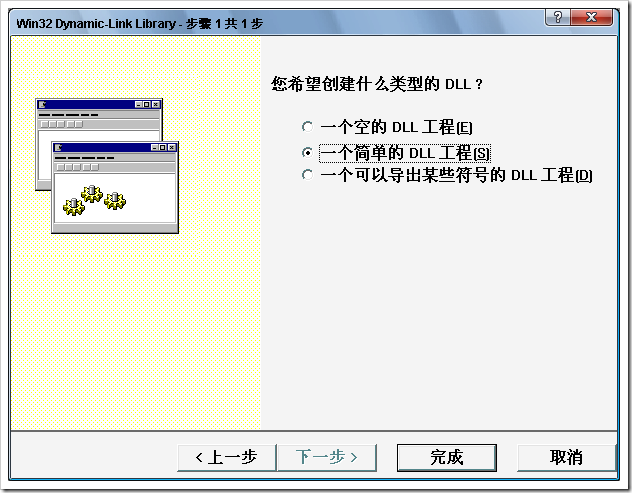 Win32 Dynamic-Link Library - 步骤 1 共 1 步
您希望创建什么类型的 DLL ?
一个空的 DLL 工程(E)
一个简单的 DLL 工程(S)
一个可以导出某些符号的 DLL 工程(D)
< 上一步 下一步 > 完成 取消